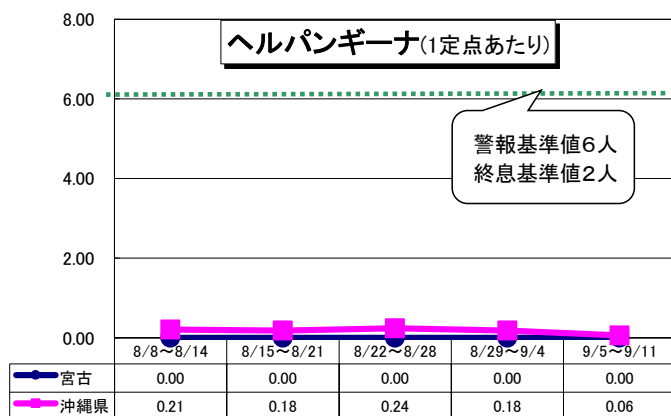 ヘルパンギーナ(1定点あたり)
8.00
6.00
4.00
2.00
0.00
警報基準値6人
終息基準値2人
8/8～8/14 8/15～8/21 8/22～8/28 8/29～9/4 9/5～9/11
宮古 0.00 0.00 0.00 0.00 0.00
沖縄県 0.21 0.18 0.24 0.18 0.06